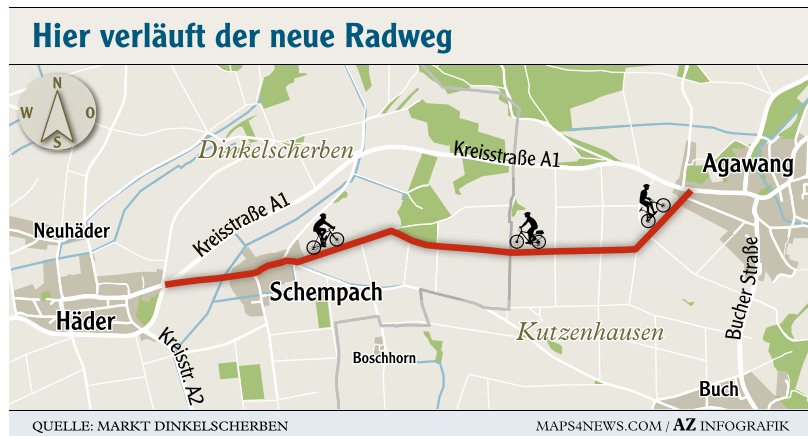 Hier verläuft der neue Radweg
N
W O
S
Dinkelscherben
Kreisstraße A1
Agawang
Kreisstraße A1
Neuhäder
Schempach
Häder
Bucher Straße
Kutzenhausen
Kreisstr. A2
Boschhorn
Buch
QUELLE: MARKT DINKELSCHERBEN
MAPS4NEWS.COM / AZ INFOGRAFIK